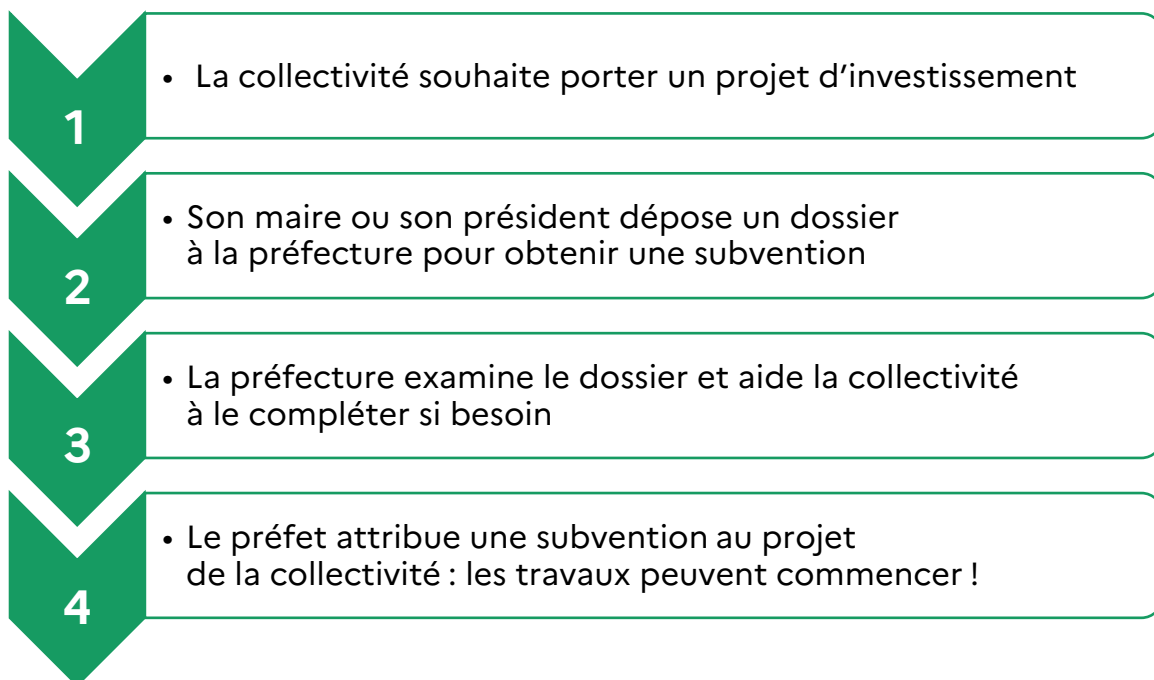 1
• La collectivité souhaite porter un projet d’investissement
2
• Son maire ou son président dépose un dossier
à la préfecture pour obtenir une subvention
3
• La préfecture examine le dossier et aide la collectivité
à le compléter si besoin
4
• Le préfet attribue une subvention au projet
de la collectivité : les travaux peuvent commencer !